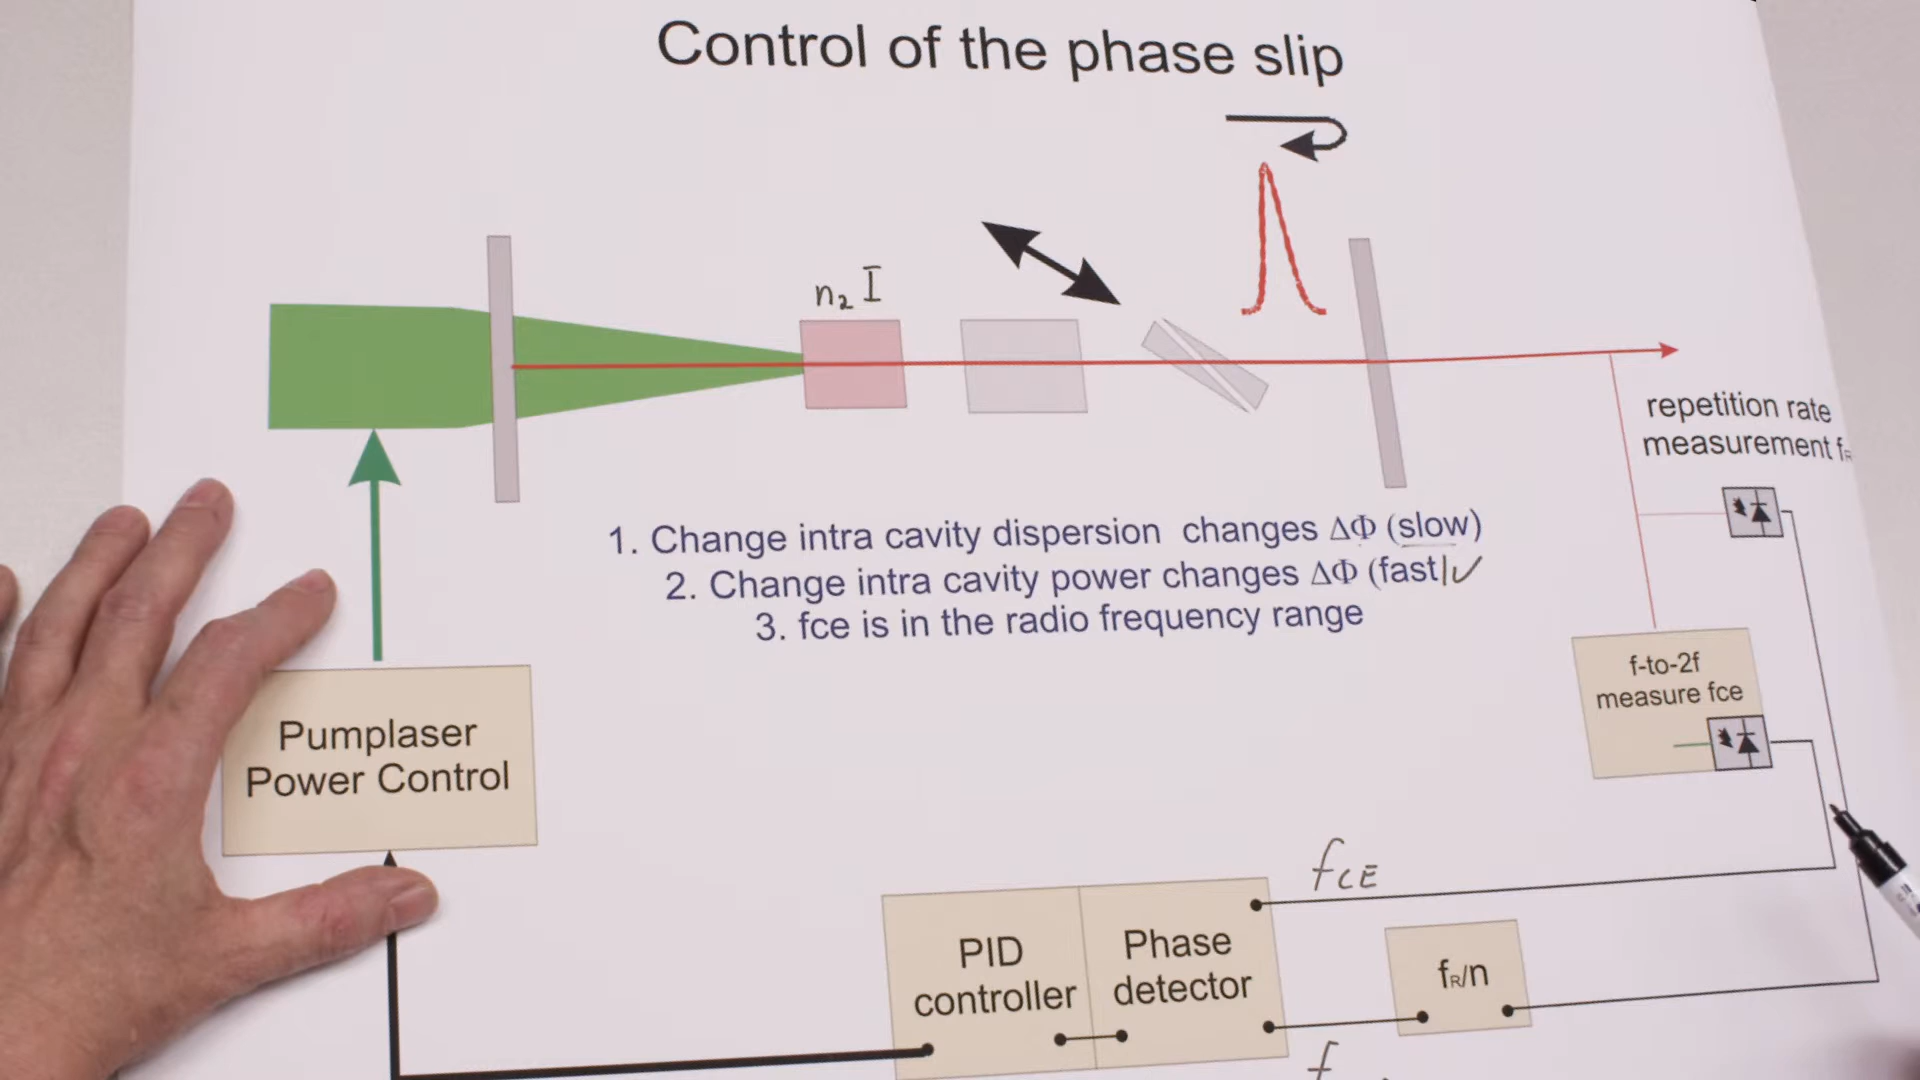 Control of the phase slip
n₂ I
repetition rate
measurement fR
1. Change intra cavity dispersion changes ΔΦ (slow)
2. Change intra cavity power changes ΔΦ (fast)
3. fce is in the radio frequency range
f-to-2f
measure fce
Pumplaser
Power Control
fCE
PID
controller
Phase
detector
fR/n
f